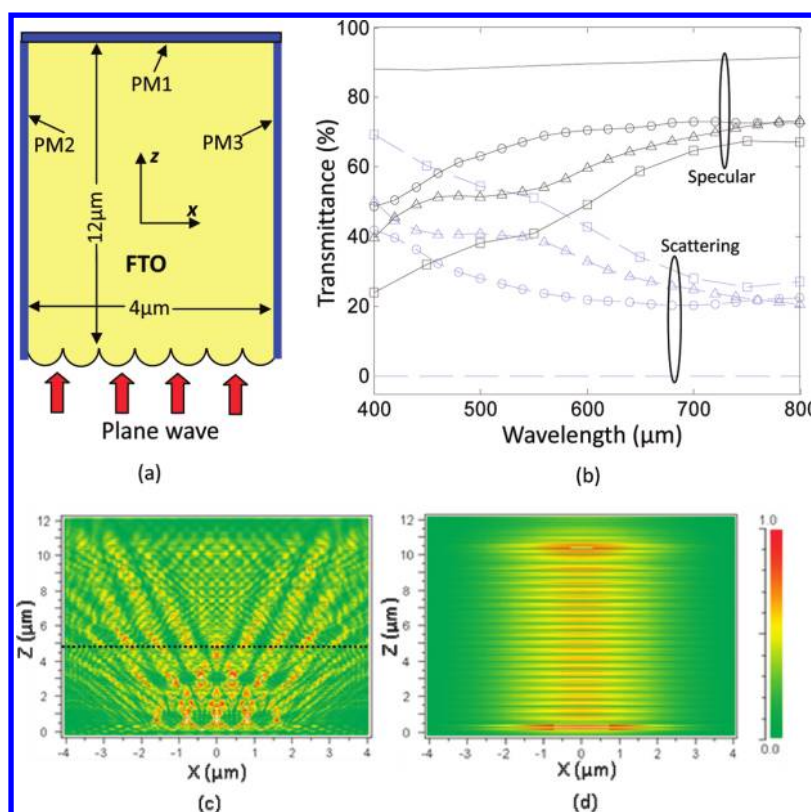 PM1
PM2
PM3
z
x
12μm
FTO
4μm
Plane wave
(a)
Transmittance (%)
100
80
60
40
20
0
Specular
Scattering
400
500
600
700
800
Wavelength (μm)
(b)
Z (μm)
12
10
8
6
4
2
0
-4 -3 -2 -1 0 1 2 3 4
X (μm)
(c)
Z (μm)
12
10
8
6
4
2
0
-4 -3 -2 -1 0 1 2 3 4
X (μm)
(d)
1.0
0.0